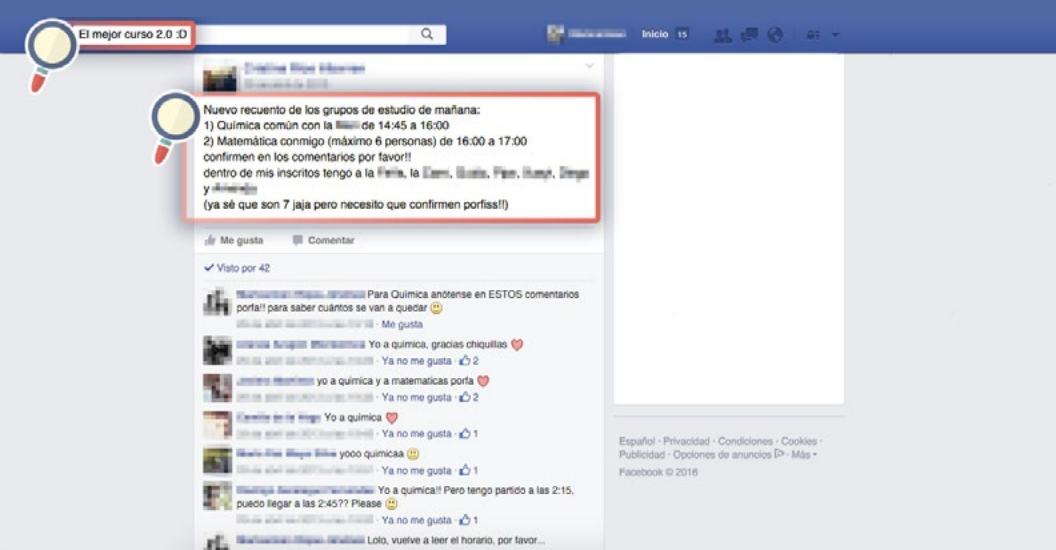 El mejor curso 2.0 :D
Inicio 15
Nuevo recuento de los grupos de estudio de mañana:
1) Química común con la de 14:45 a 16:00
2) Matemática conmigo (máximo 6 personas) de 16:00 a 17:00
confirmen en los comentarios por favor!!
dentro de mis inscritos tengo a la , la
y
(ya sé que son 7 jaja pero necesito que confirmen porfiss!!)
Me gusta Comentar
Visto por 42
Para Quimica anótense en ESTOS comentarios
porfa!! para saber cuántos se van a quedar
· Me gusta
Yo a quimica, gracias chiquillas
· Ya no me gusta · 2
yo a quimica y a matematicas porfa
· Ya no me gusta · 2
Yo a quimica
· Ya no me gusta · 1
yooo quimicaa
· Ya no me gusta · 1
Yo a quimica!! Pero tengo partido a las 2:15,
puedo llegar a las 2:45?? Please
· Ya no me gusta · 1
Lolo, vuelve a leer el horario, por favor...
Español · Privacidad · Condiciones · Cookies ·
Publicidad · Opciones de anuncios · Más
Facebook © 2016